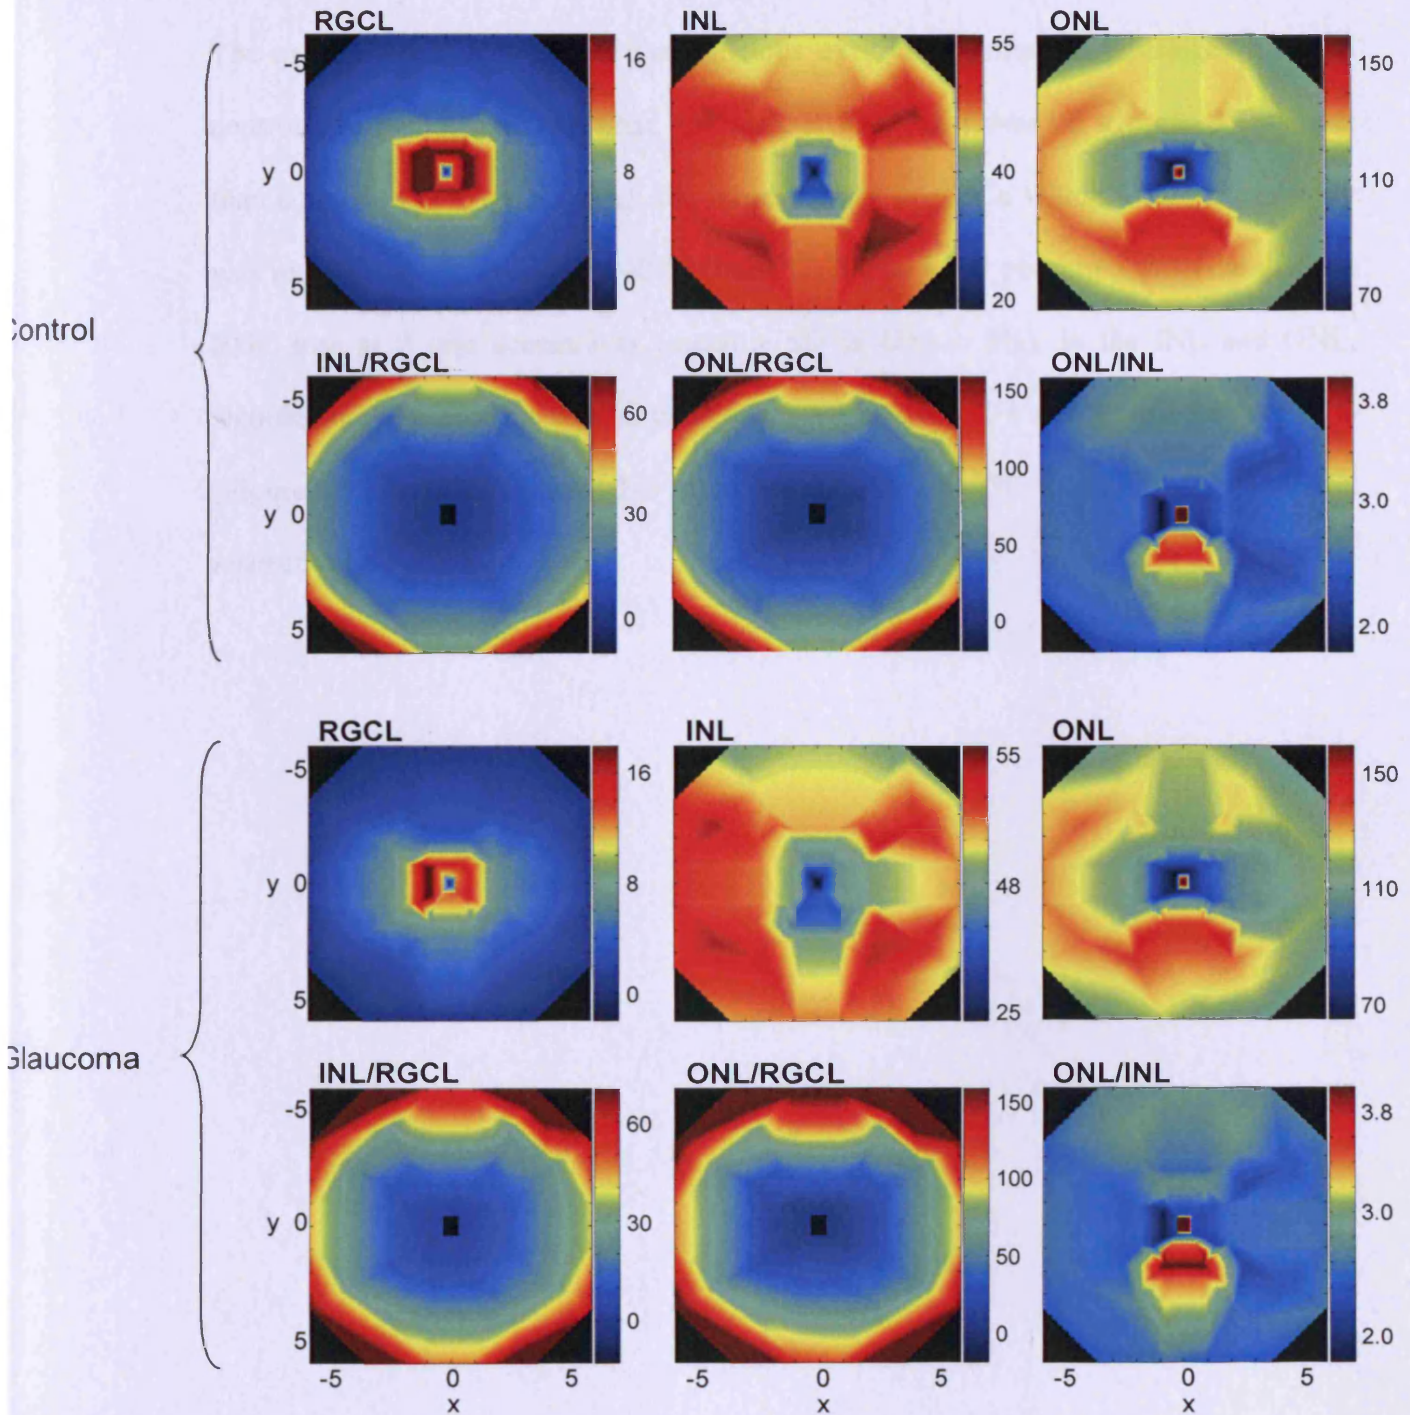 RGCL INL ONL
-5 16 55 150
y 0 8 40 110
5 0 20 70
Control
INL/RGCL ONL/RGCL ONL/INL
-5 60 150 3.8
y 0 30 100 3.0
50
5 0 0 2.0
RGCL INL ONL
-5 16 55 150
y 0 8 48 110
5 0 25 70
Glaucoma
INL/RGCL ONL/RGCL ONL/INL
-5 60 150 3.8
y 0 30 100 3.0
50
5 0 0 2.0
-5 0 5 -5 0 5 -5 0 5
x x x